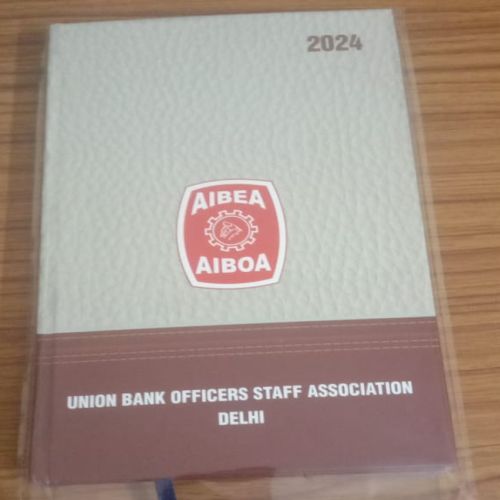 2024
AIBEA
AIBOA
UNION BANK OFFICERS STAFF ASSOCIATION
DELHI